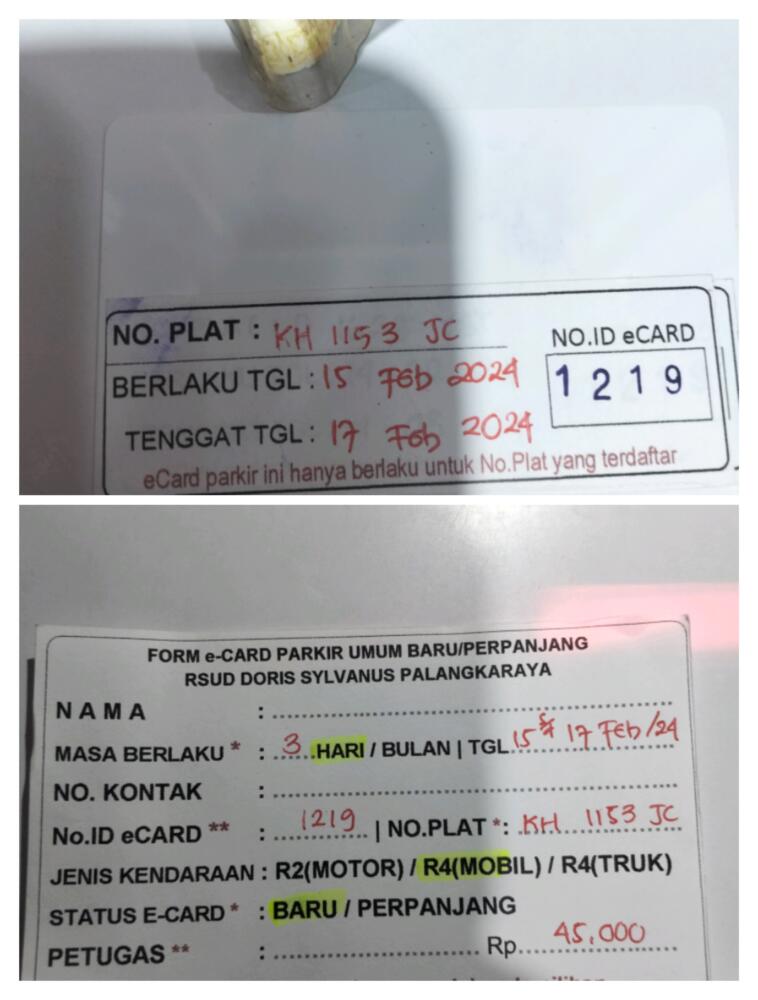 NO. PLAT : KH 1153 JC
NO.ID eCARD
BERLAKU TGL : 15 Feb 2024
1219
TENGGAT TGL : 17 Feb 2024
eCard parkir ini hanya berlaku untuk No.Plat yang terdaftar
FORM e-CARD PARKIR UMUM BARU/PERPANJANG
RSUD DORIS SYLVANUS PALANGKARAYA
NAMA :
MASA BERLAKU * : 3 HARI / BULAN | TGL 15 17 Feb/24
NO. KONTAK :
No.ID eCARD ** : 1219 | NO.PLAT *: KH 1153 JC
JENIS KENDARAAN : R2(MOTOR) / R4(MOBIL) / R4(TRUK)
STATUS E-CARD * : BARU / PERPANJANG
PETUGAS ** : Rp. 45.000